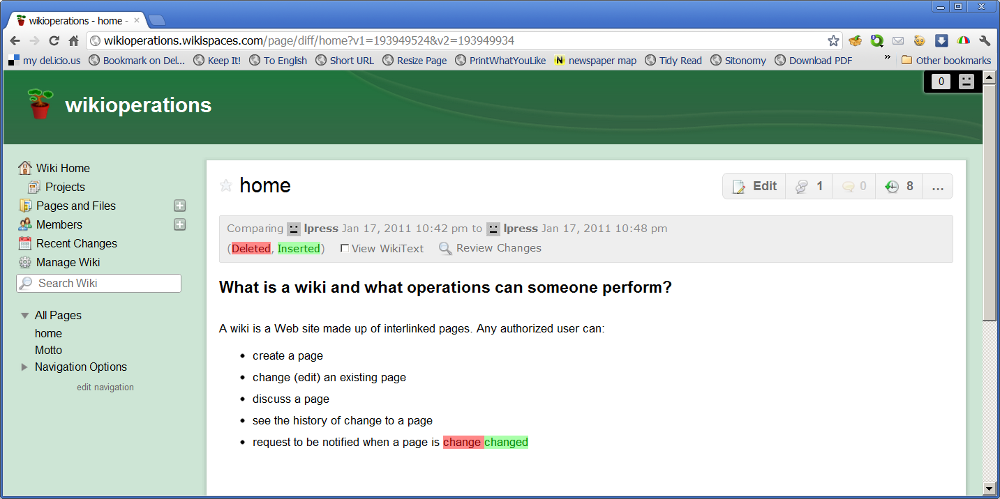 wikioperations - home -
wikioperations.wikispaces.com/page/diff/home?v1=193949524&v2=193949934
my del.icio.us Bookmark on Del... Keep It! To English Short URL Resize Page PrintWhatYouLike N newspaper map Tidy Read Sitonomy Download PDF » Other bookmarks
0
wikioperations
Wiki Home
Projects
Pages and Files
Members
Recent Changes
Manage Wiki
Search Wiki
All Pages
home
Motto
Navigation Options
edit navigation
home
Edit 1 0 8 ...
Comparing lpress Jan 17, 2011 10:42 pm to lpress Jan 17, 2011 10:48 pm
(Deleted, Inserted) View WikiText Review Changes
What is a wiki and what operations can someone perform?
A wiki is a Web site made up of interlinked pages. Any authorized user can:
• create a page
• change (edit) an existing page
• discuss a page
• see the history of change to a page
• request to be notified when a page is change changed